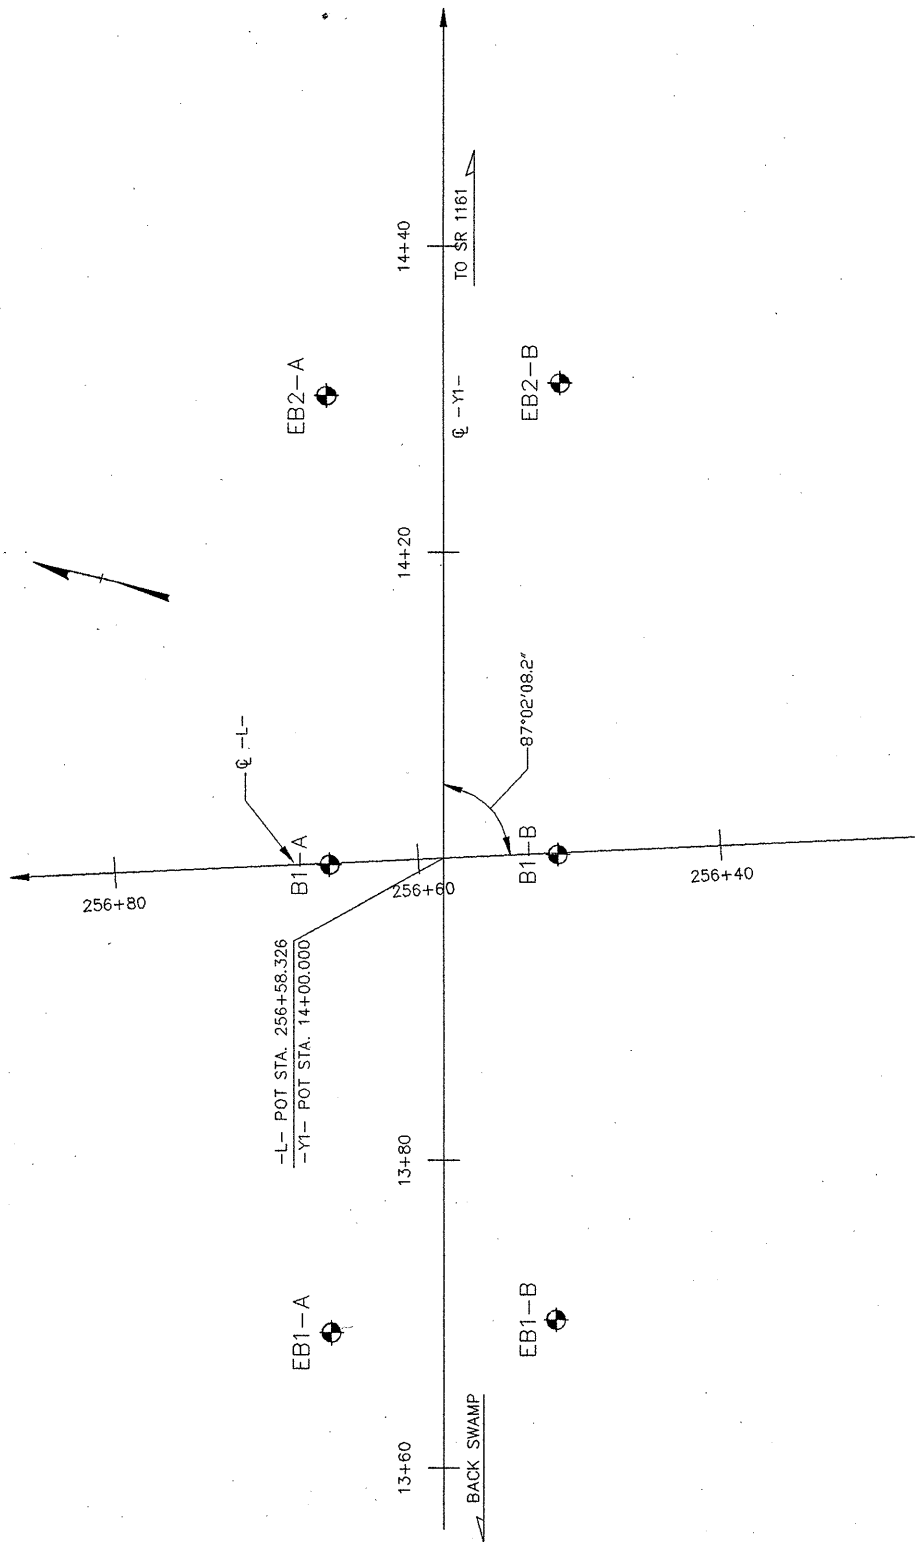 14+40
TO SR 1161
EB2-A
EB2-B
℄ -Y1-
14+20
87°02'08.2"
℄ -L-
B1-A
B1-B
256+80
256+60
256+40
-L- POT STA. 256+58.326
-Y1- POT STA. 14+00.000
13+80
EB1-A
EB1-B
13+60
BACK SWAMP